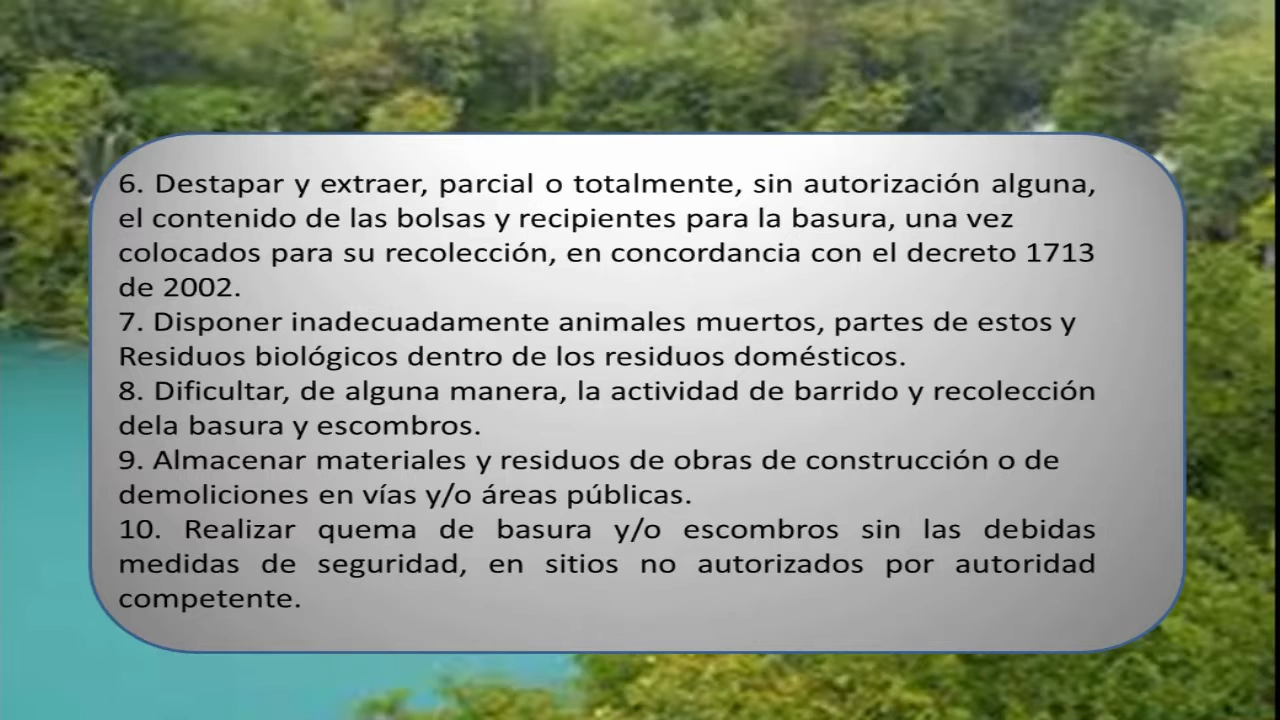 6. Destapar y extraer, parcial o totalmente, sin autorización alguna,
el contenido de las bolsas y recipientes para la basura, una vez
colocados para su recolección, en concordancia con el decreto 1713
de 2002.
7. Disponer inadecuadamente animales muertos, partes de estos y
Residuos biológicos dentro de los residuos domésticos.
8. Dificultar, de alguna manera, la actividad de barrido y recolección
dela basura y escombros.
9. Almacenar materiales y residuos de obras de construcción o de
demoliciones en vías y/o áreas públicas.
10. Realizar quema de basura y/o escombros sin las debidas
medidas de seguridad, en sitios no autorizados por autoridad
competente.